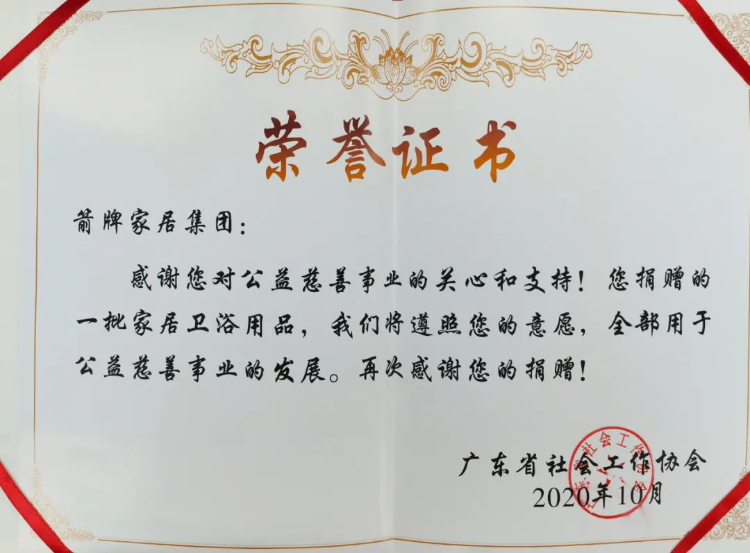 荣誉证书
箭牌家居集团:
感谢您对公益慈善事业的关心和支持!您捐赠的
一批家居卫浴用品,我们将遵照您的意愿,全部用于
公益慈善事业的发展。再次感谢您的捐赠!
广东省社会工作协会
2020年10月